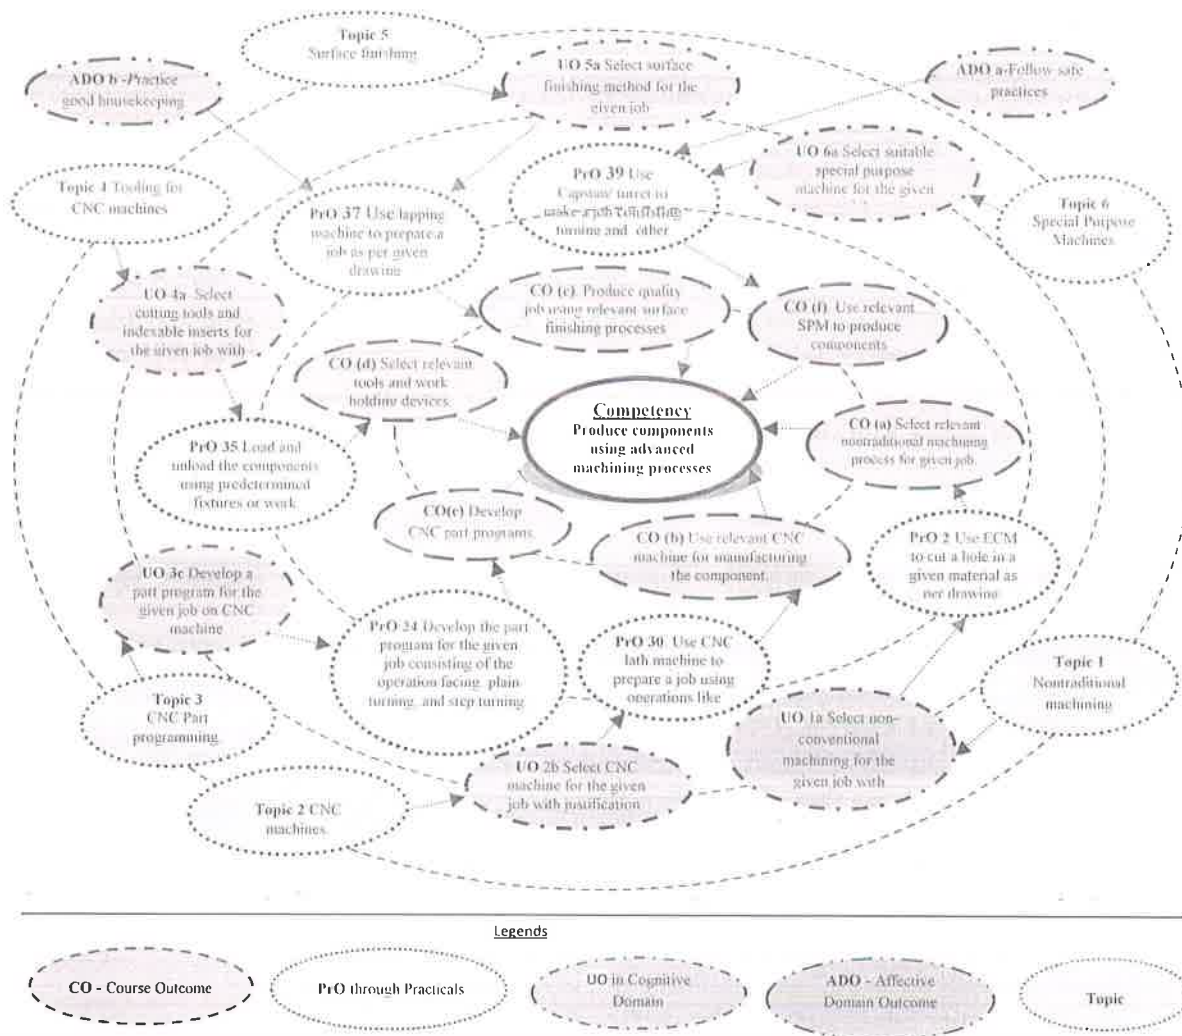 Topic 5
Surface finishing
ADO b -Practice
good housekeeping
UO 5a Select surface
finishing method for the
given job
ADO a-Follow safe
practices
Topic 4 Tooling for
CNC machines
PrO 37 Use lapping
machine to prepare a
job as per given
drawing
PrO 39 Use
Capstan/ turret to
make a job consisting
turning and other
UO 6a Select suitable
special purpose
machine for the given
Topic 6
Special Purpose
Machines
UO 4a Select
cutting tools and
indexable inserts for
the given job with
CO (e) Produce quality
job using relevant surface
finishing processes
CO (f) Use relevant
SPM to produce
components
CO (d) Select relevant
tools and work
holding devices.
Competency
Produce components
using advanced
machining processes
CO (a) Select relevant
nontraditional machining
process for given job.
PrO 35 Load and
unload the components
using predetermined
fixtures or work
CO(c) Develop
CNC part programs.
CO (b) Use relevant CNC
machine for manufacturing
the component.
PrO 2 Use ECM
to cut a hole in a
given material as
per drawing
UO 3c Develop a
part program for the
given job on CNC
machine
PrO 24 Develop the part
program for the given
job consisting of the
operation facing, plain
turning, and step turning
PrO 30 Use CNC
lath machine to
prepare a job using
operations like
Topic 1
Nontraditional
machining
Topic 3
CNC Part
programming
UO 1a Select non-
conventional
machining for the
given job with
UO 2b Select CNC
machine for the given
job with justification
Topic 2 CNC
machines.
Legends
CO - Course Outcome
PrO through Practicals
UO in Cognitive
Domain
ADO - Affective
Domain Outcome
Topic